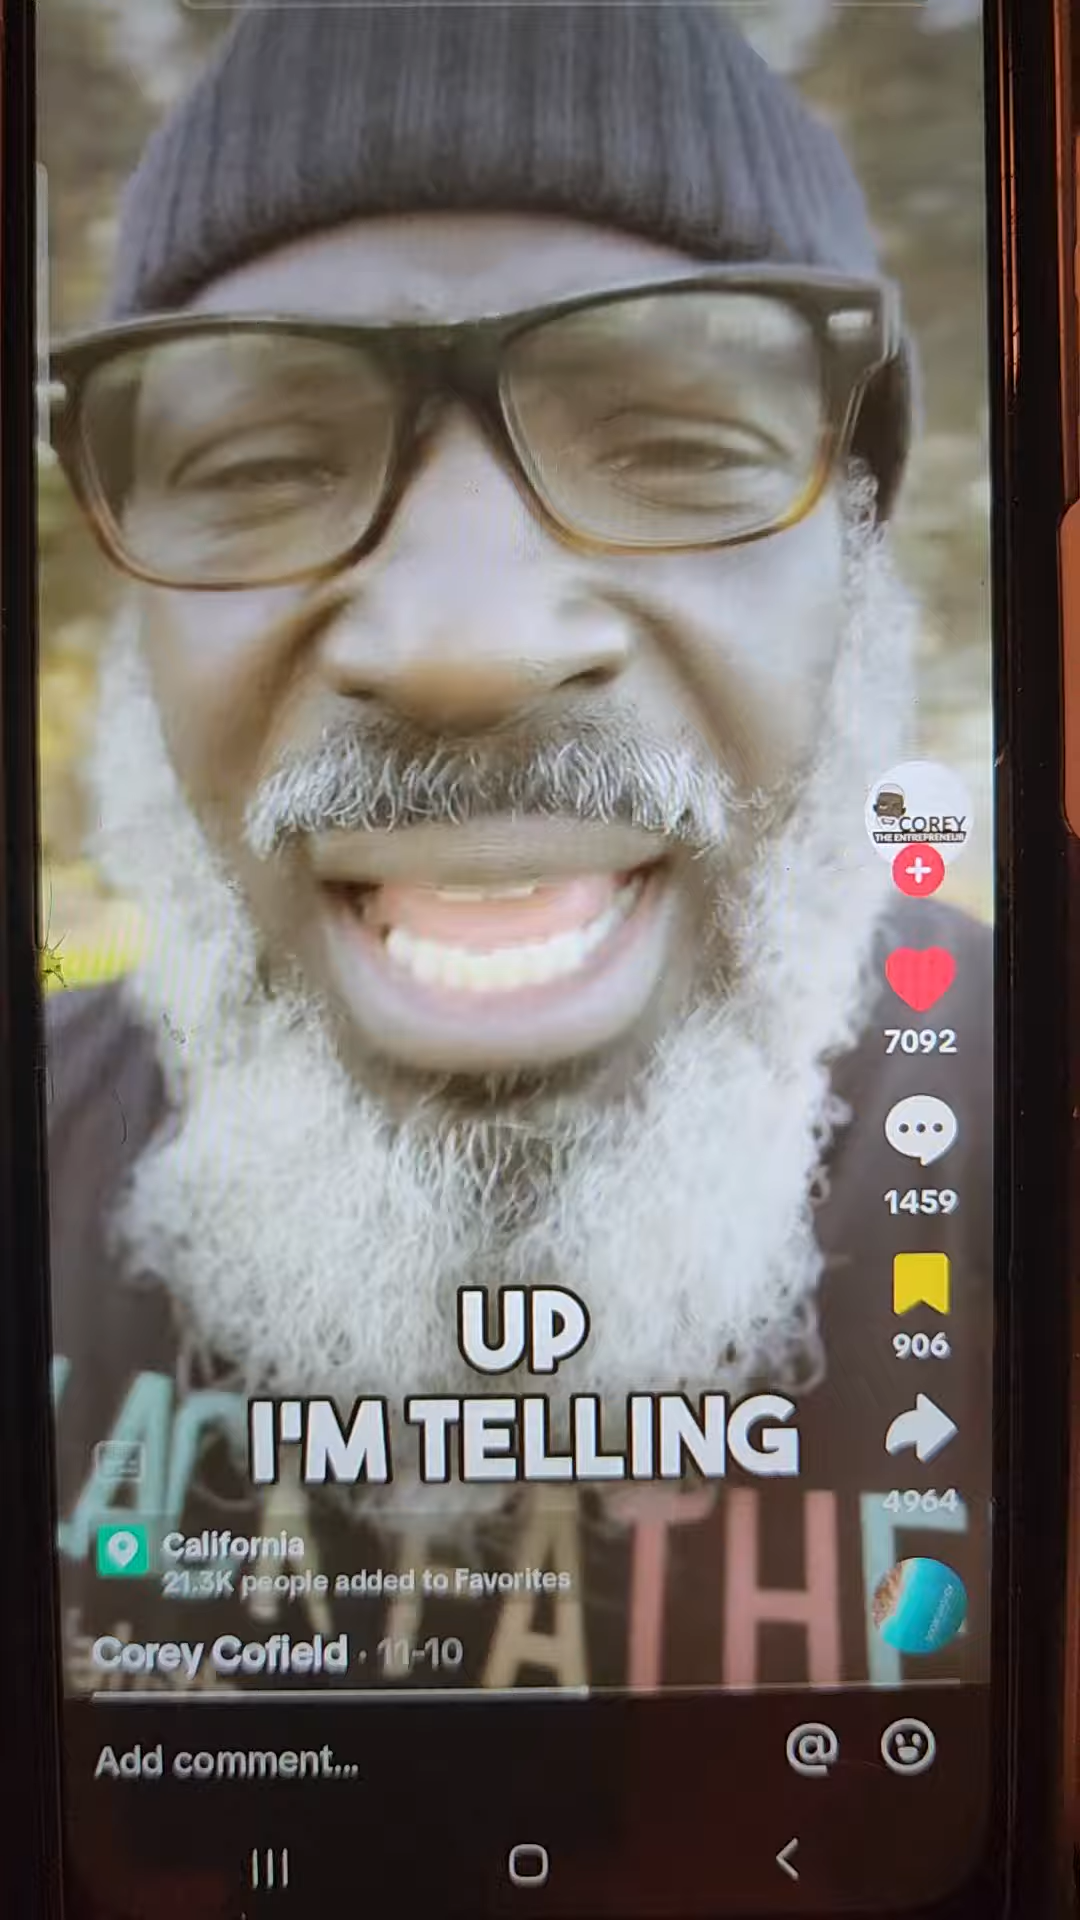 COREY
THE ENTREPRENEUR
7092
1459
906
4964
UP
I'M TELLING
California
21.3K people added to Favorites
Corey Cofield · 11-10
Add comment...